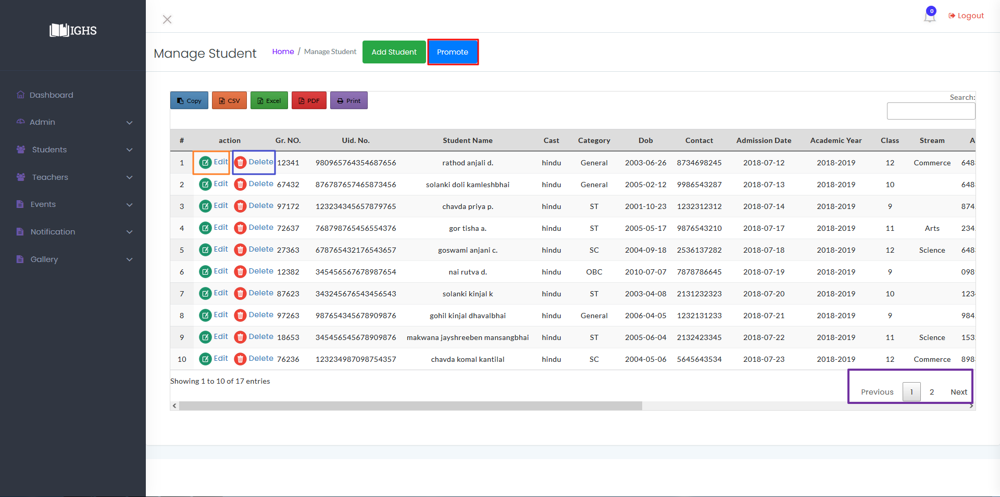 IGHS
0
Logout
Manage Student
Home / Manage Student
Add Student
Promote
Dashboard
Admin
Students
Teachers
Events
Notification
Gallery
Copy
CSV
Excel
PDF
Print
Search:
# action Gr. NO. Uid. No. Student Name Cast Category Dob Contact Admission Date Academic Year Class Stream A
1 Edit Delete 12341 980965764354687656 rathod anjali d. hindu General 2003-06-26 8734698245 2018-07-12 2018-2019 12 Commerce 648
2 Edit Delete 67432 876787657465873456 solanki doli kamleshbhai hindu General 2005-02-12 9986543287 2018-07-13 2018-2019 10 648
3 Edit Delete 97172 123234345657879765 chavda priya p. hindu ST 2001-10-23 1232312312 2018-07-14 2018-2019 9 874
4 Edit Delete 72637 768798765456554376 gor tisha a. hindu ST 2005-05-17 9876543210 2018-07-17 2018-2019 11 Arts 234
5 Edit Delete 27363 678765432176543657 goswami anjani c. hindu SC 2004-09-18 2536137282 2018-07-18 2018-2019 12 Science 648
6 Edit Delete 12382 345456567678987654 nai rutva d. hindu OBC 2010-07-07 7878786645 2018-07-19 2018-2019 9 098
7 Edit Delete 87623 343245676543456543 solanki kinjal k hindu ST 2003-04-08 2131232323 2018-07-20 2018-2019 10 123
8 Edit Delete 97263 987654345678909876 gohil kinjal dhavalbhai hindu General 2006-04-05 1232131233 2018-07-21 2018-2019 9 984
9 Edit Delete 18653 345456545678909876 makwana jayshreeben mansangbhai hindu ST 2005-06-04 2132423345 2018-07-22 2018-2019 11 Science 153
10 Edit Delete 76236 123234987098754357 chavda komal kantilal hindu SC 2004-05-06 5645643534 2018-07-23 2018-2019 12 Commerce 898
Showing 1 to 10 of 17 entries
Previous 1 2 Next